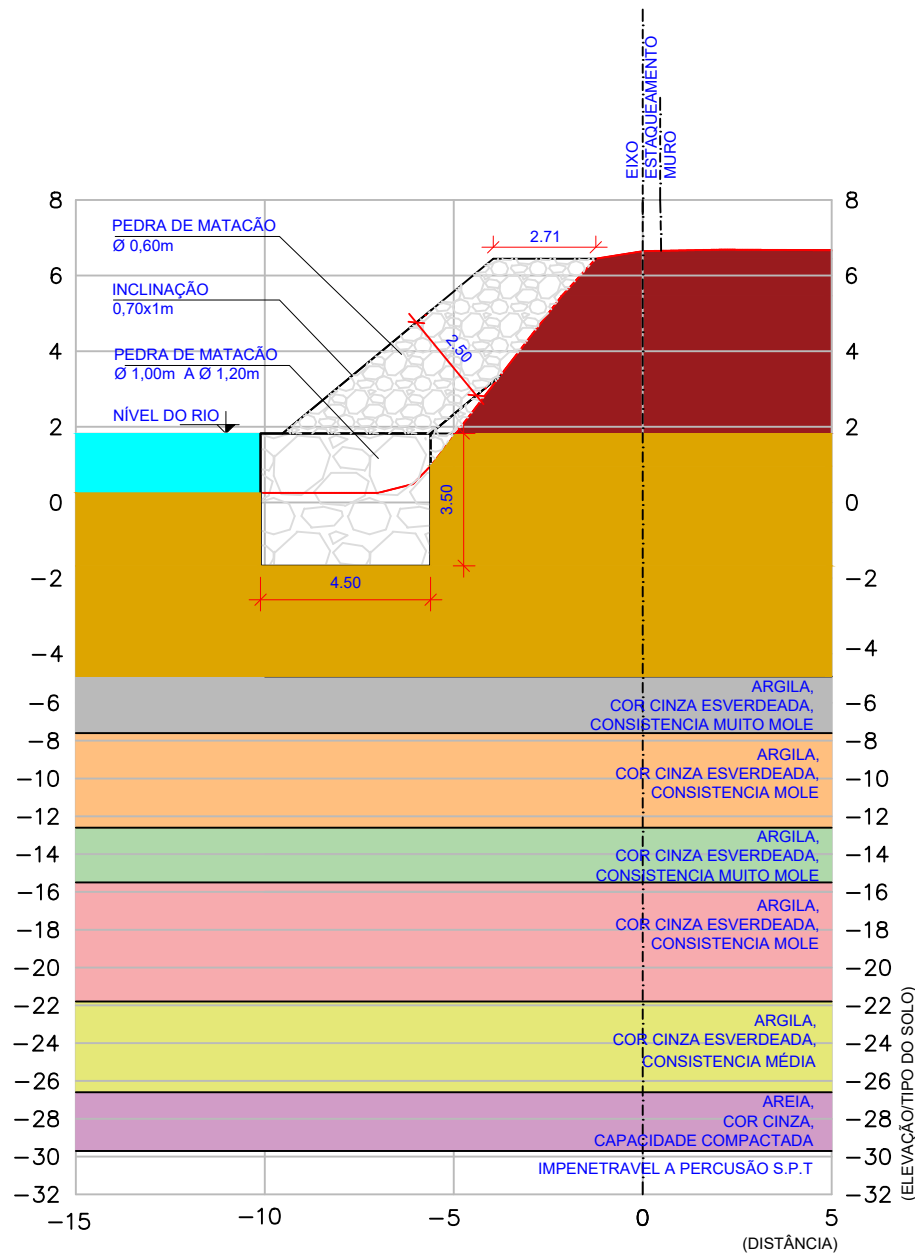 EIXO
ESTAQUEAMENTO
MURO
8
6
4
2
0
−2
−4
−6
−8
−10
−12
−14
−16
−18
−20
−22
−24
−26
−28
−30
−32
PEDRA DE MATACÃO
Ø 0,60m
INCLINAÇÃO
0,70x1m
PEDRA DE MATACÃO
Ø 1,00m A Ø 1,20m
NÍVEL DO RIO
2.71
2.50
3.50
4.50
ARGILA,
COR CINZA ESVERDEADA,
CONSISTENCIA MUITO MOLE
ARGILA,
COR CINZA ESVERDEADA,
CONSISTENCIA MOLE
ARGILA,
COR CINZA ESVERDEADA,
CONSISTENCIA MUITO MOLE
ARGILA,
COR CINZA ESVERDEADA,
CONSISTENCIA MOLE
ARGILA,
COR CINZA ESVERDEADA,
CONSISTENCIA MÉDIA
AREIA,
COR CINZA,
CAPACIDADE COMPACTADA
IMPENETRAVEL A PERCUSÃO S.P.T
8
6
4
2
0
−2
−4
−6
−8
−10
−12
−14
−16
−18
−20
−22
−24
−26
−28
−30
−32
(ELEVAÇÃO/TIPO DO SOLO)
−15
−10
−5
0
5
(DISTÂNCIA)